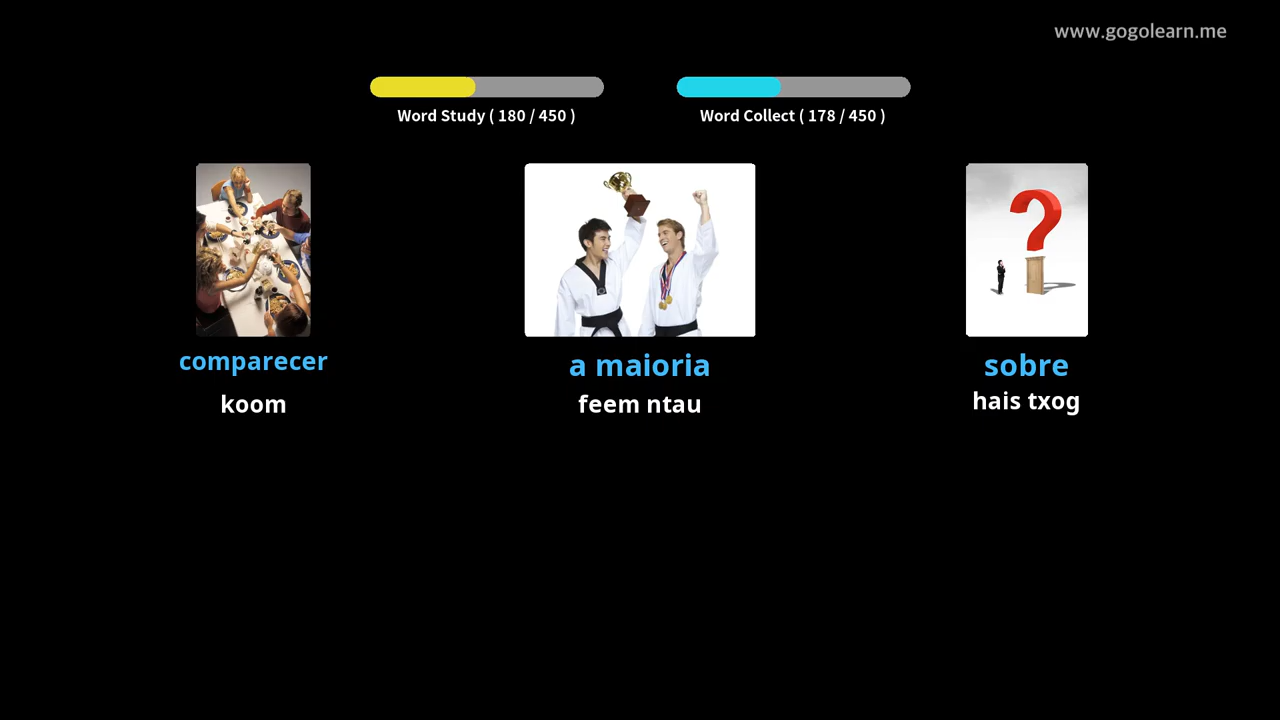 www.gogolearn.me
Word Study ( 180 / 450 )
Word Collect ( 178 / 450 )
comparecer
koom
a maioria
feem ntau
sobre
hais txog